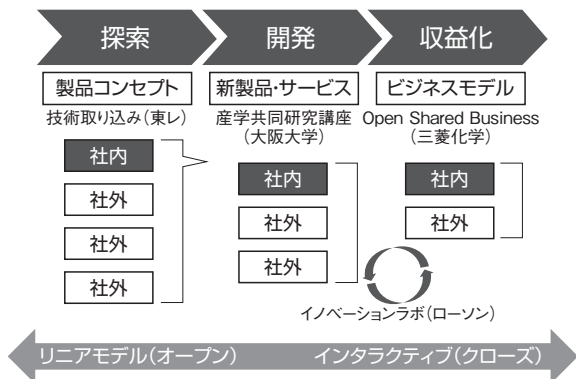 探索
開発
収益化
製品コンセプト
新製品・サービス
ビジネスモデル
技術取り込み(東レ)
産学共同研究講座
(大阪大学)
Open Shared Business
(三菱化学)
社内
社外
社外
社外
社内
社外
社外
社内
社外
イノベーションラボ(ローソン)
リニアモデル(オープン)
インタラクティブ(クローズ)